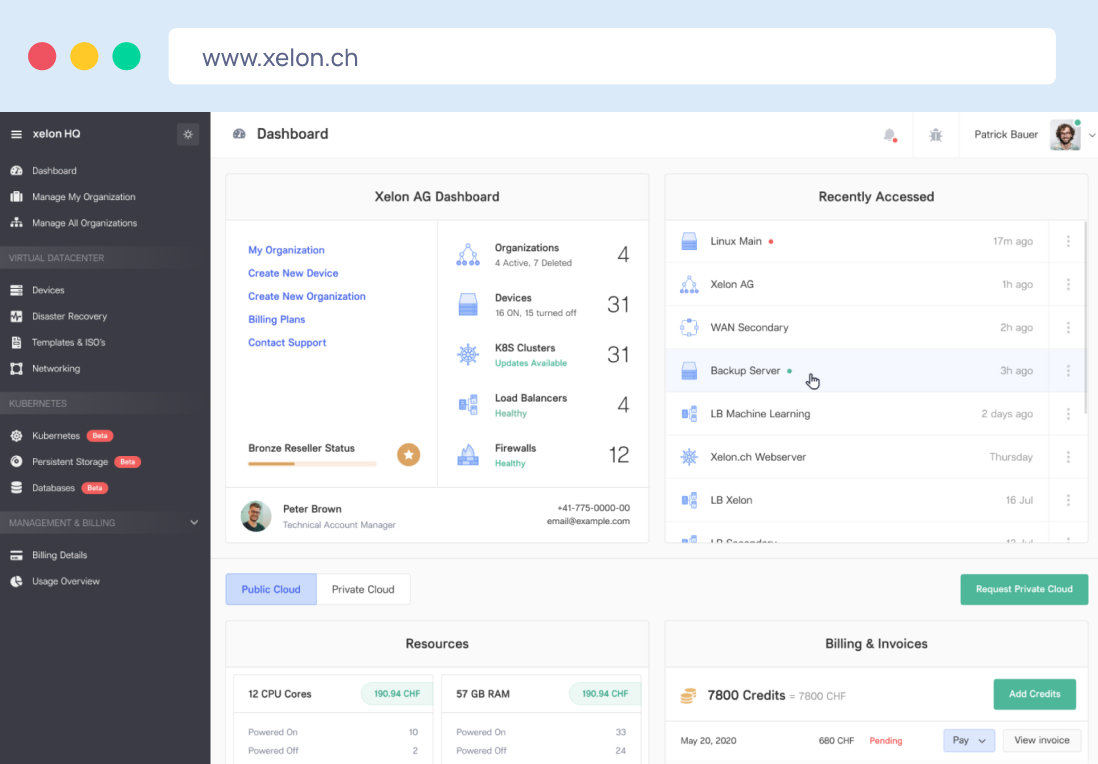 www.xelon.ch
xelon HQ
Dashboard
Manage My Organization
Manage All Organizations
VIRTUAL DATACENTER
Devices
Disaster Recovery
Templates & ISO's
Networking
KUBERNETES
Kubernetes Beta
Persistent Storage Beta
Databases Beta
MANAGEMENT & BILLING
Billing Details
Usage Overview
Dashboard
Patrick Bauer
Xelon AG Dashboard
My Organization
Create New Device
Create New Organization
Billing Plans
Contact Support
Bronze Reseller Status
Organizations 4
4 Active, 7 Deleted
Devices 31
16 ON, 15 turned off
K8S Clusters 31
Updates Available
Load Balancers 4
Healthy
Firewalls 12
Healthy
Peter Brown
Technical Account Manager
+41-775-0000-00
email@example.com
Recently Accessed
Linux Main 17m ago
Xelon AG 1h ago
WAN Secondary 2h ago
Backup Server 3h ago
LB Machine Learning 2 days ago
Xelon.ch Webserver Thursday
LB Xelon 16 Jul
LB Secondary 12 Jul
Public Cloud Private Cloud
Request Private Cloud
Resources
12 CPU Cores 190.94 CHF
Powered On 10
Powered Off 2
57 GB RAM 190.94 CHF
Powered On 33
Powered Off 24
Billing & Invoices
7800 Credits = 7800 CHF
Add Credits
May 20, 2020 680 CHF Pending Pay View invoice